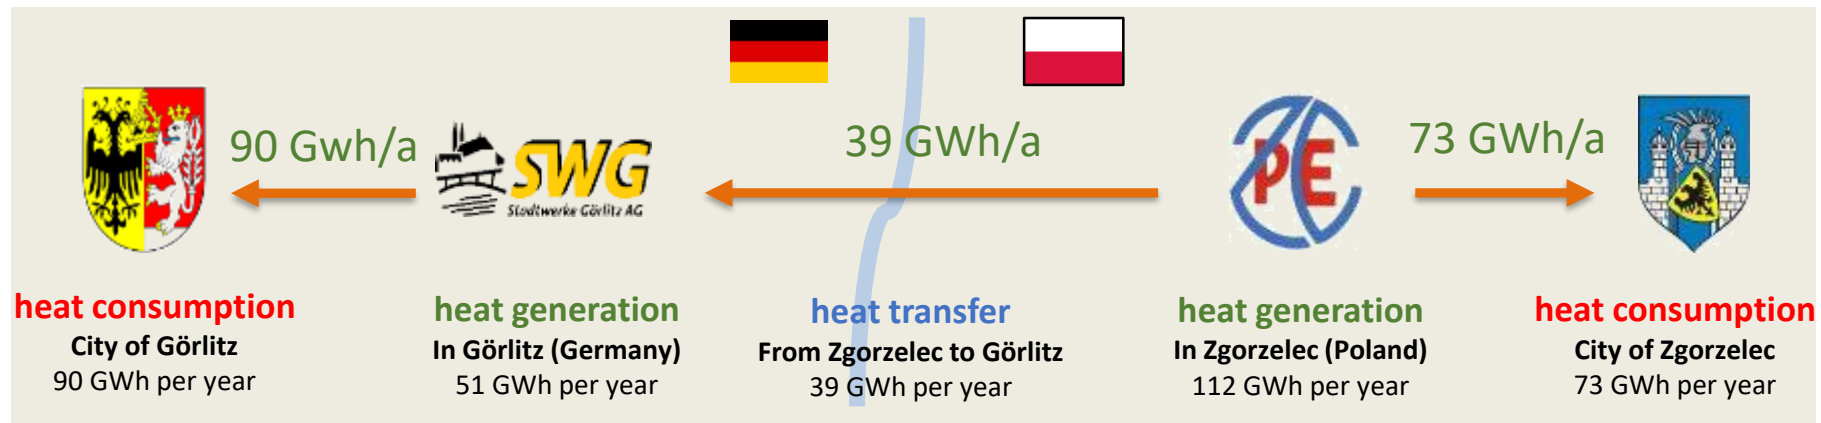 90 Gwh/a
SWG
Stadtwerke Görlitz AG
39 GWh/a
ZPEC
73 GWh/a
heat consumption
City of Görlitz
90 GWh per year
heat generation
In Görlitz (Germany)
51 GWh per year
heat transfer
From Zgorzelec to Görlitz
39 GWh per year
heat generation
In Zgorzelec (Poland)
112 GWh per year
heat consumption
City of Zgorzelec
73 GWh per year